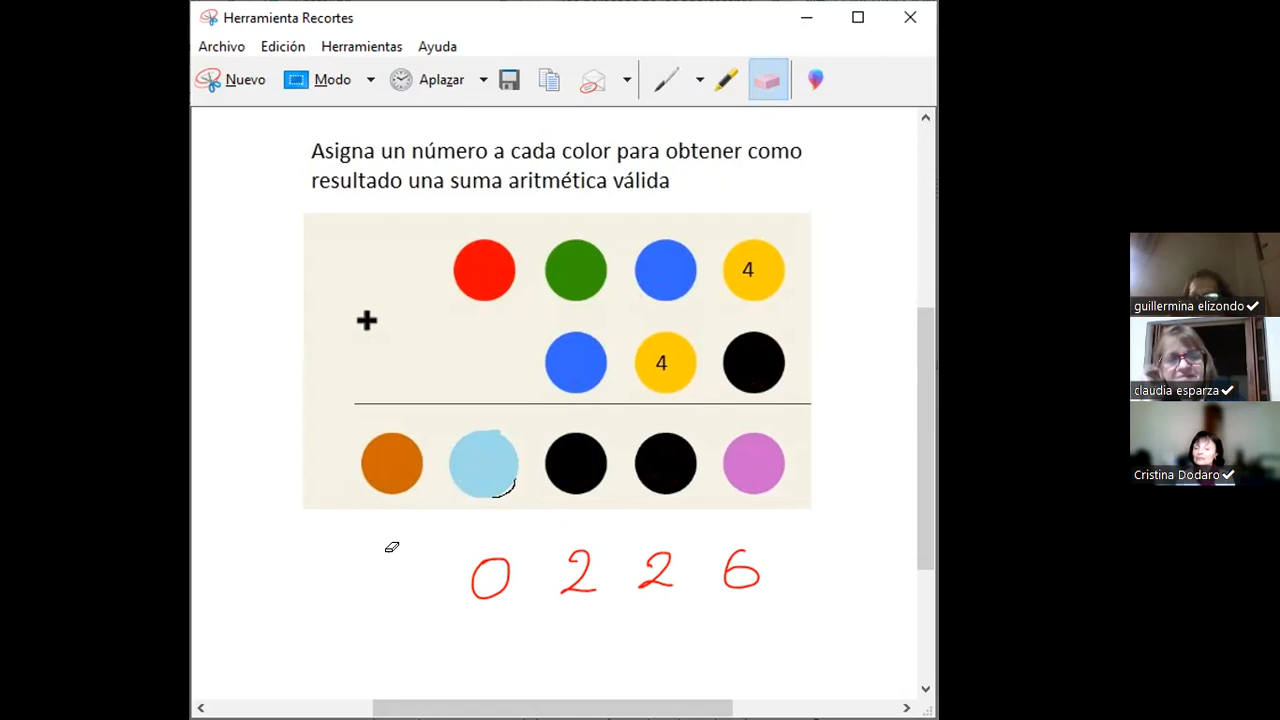 Herramienta Recortes
Archivo Edición Herramientas Ayuda
Nuevo Modo Aplazar
Asigna un número a cada color para obtener como
resultado una suma aritmética válida
4
+
4
0 2 2 6
guillermina elizondo
claudia esparza
Cristina Dodaro